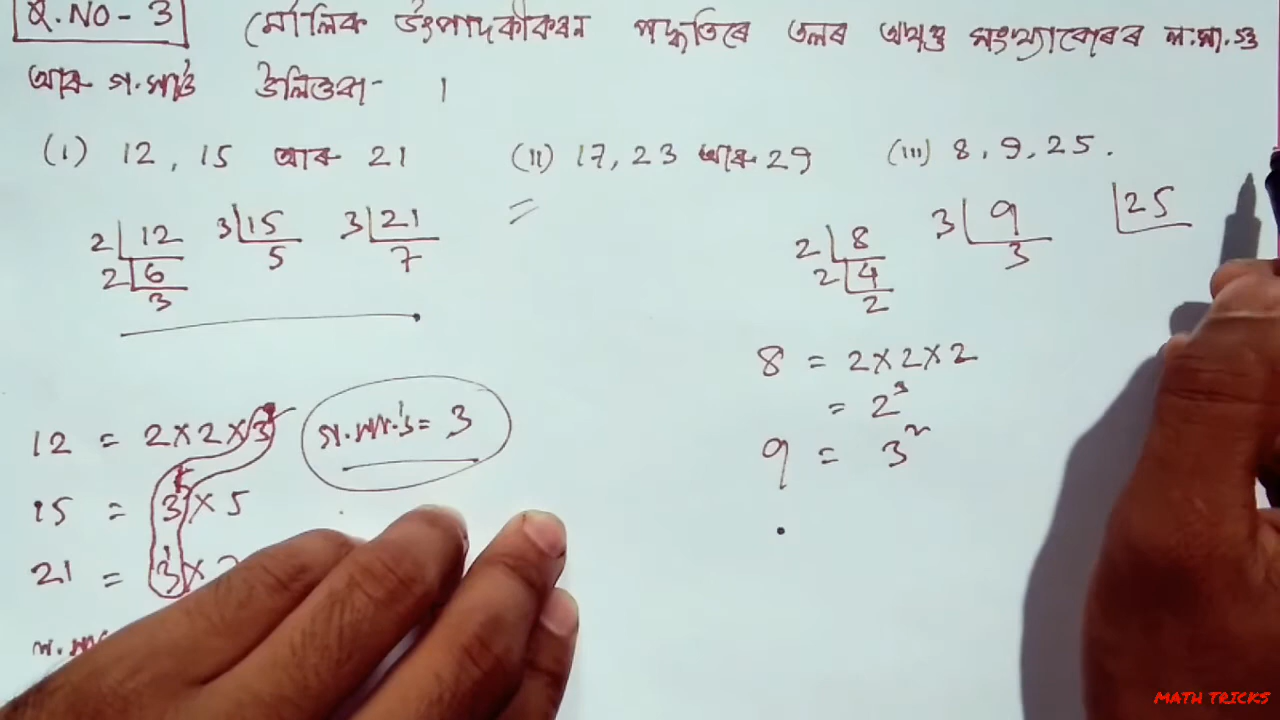 Q.NO - 3 মৌলিক উৎপাদকীকৰন পদ্ধতিৰে তলৰ অখণ্ড সংখ্যাবোৰৰ ল.সা.গু
আৰু গ.সা.উ উলিওৱা- ।
(i) 12, 15 আৰু 21 (ii) 17, 23 আৰু 29 (iii) 8, 9, 25.
2 12
2 6
3
3 15
5
3 21
7
=
2 8
2 4
2
3 9
3
25
12 = 2×2×3
15 = 3×5
21 = 3×
গ.সা.উ = 3
8 = 2×2×2
= 2³
9 = 3²
MATH TRICKS